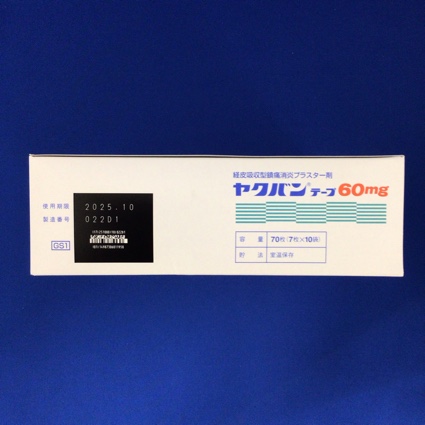 使用期限 2025.10
製造番号 022D1
GS1
経皮吸収型鎮痛消炎プラスター剤
ヤクバン®テープ60mg
容量 70枚(7枚×10袋)
貯法 室温保存